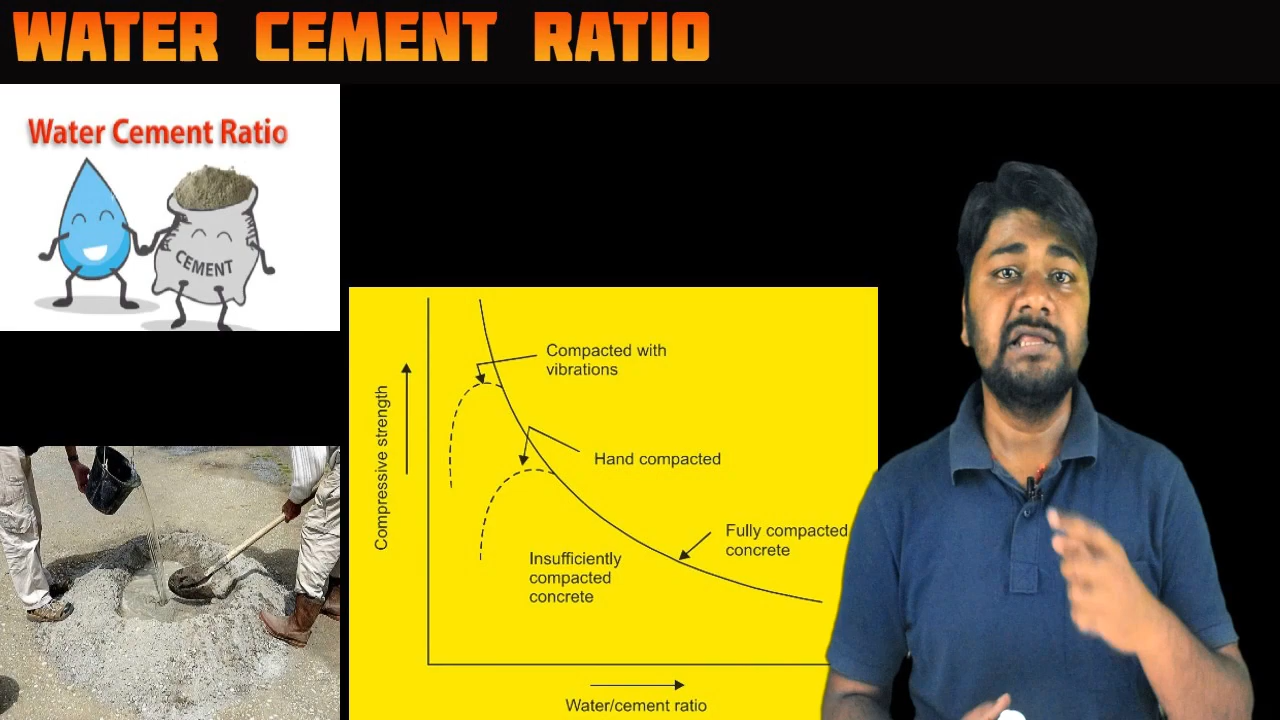 WATER CEMENT RATIO
Water Cement Ratio
CEMENT
Compacted with
vibrations
Hand compacted
Fully compacted
concrete
Insufficiently
compacted
concrete
Compressive strength
Water/cement ratio